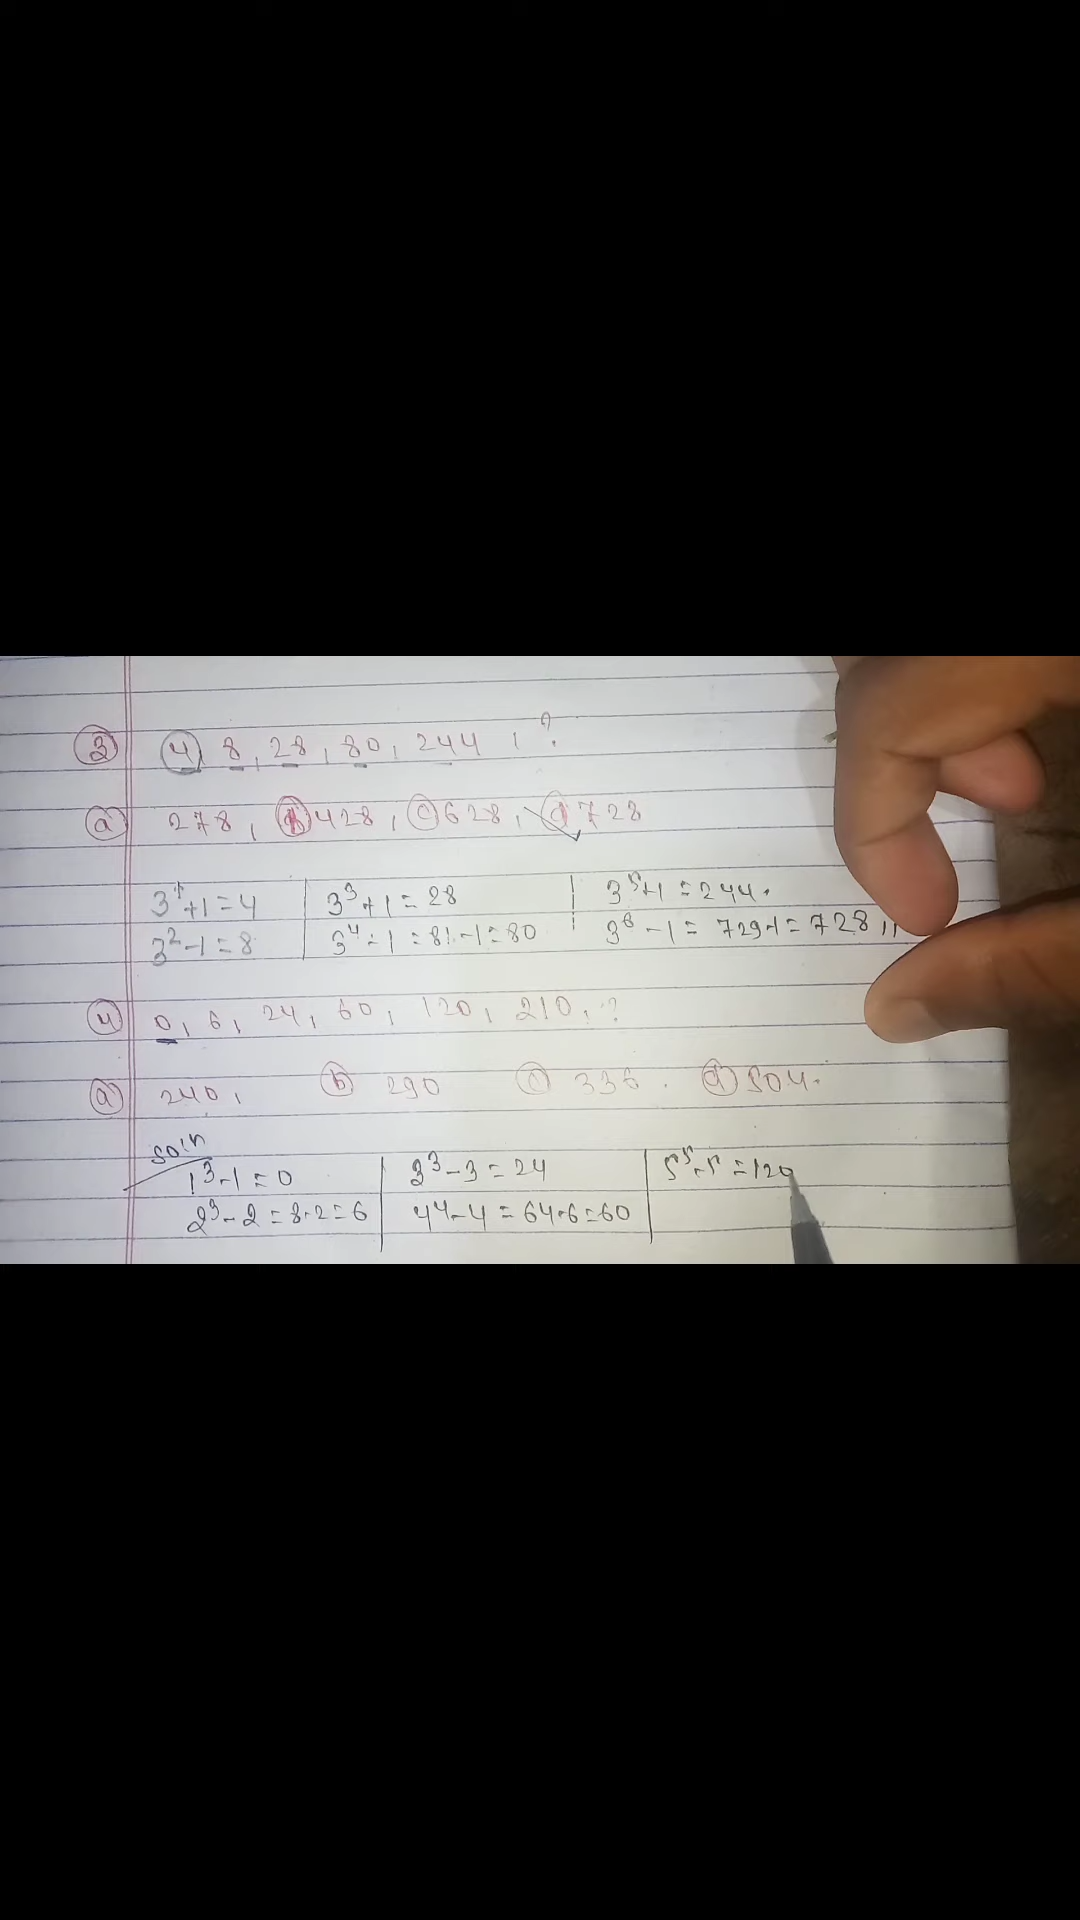 ③ 4, 8, 28, 80, 244, ?
ⓐ 278, ⓑ 428, ⓒ 628, ⓓ 728
3¹+1=4 | 3³+1=28 | 3⁵+1=244.
3²-1=8 | 3⁴-1=81-1=80 | 3⁶-1=729-1=728,,
④ 0, 6, 24, 60, 120, 210, ?
ⓐ 240, ⓑ 290 ⓒ 336. ⓓ 504.
Soln
1³-1=0 | 3³-3=24 | 5⁵-5=120
2³-2=8-2=6 | 4⁴-4=64-6=60